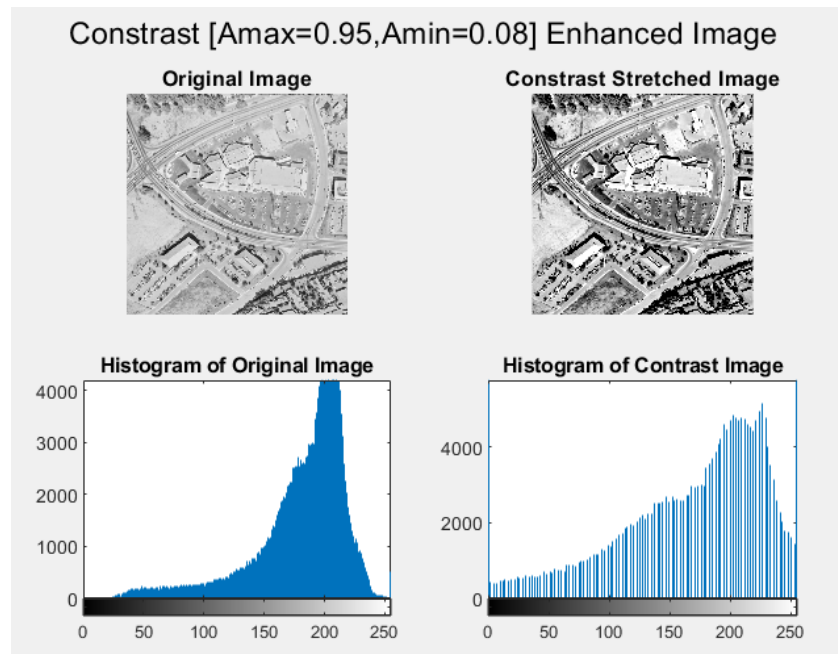 Constrast [Amax=0.95,Amin=0.08] Enhanced Image
Original Image
Constrast Stretched Image
Histogram of Original Image
4000
3000
2000
1000
0
0 50 100 150 200 250
Histogram of Contrast Image
4000
2000
0
0 50 100 150 200 250